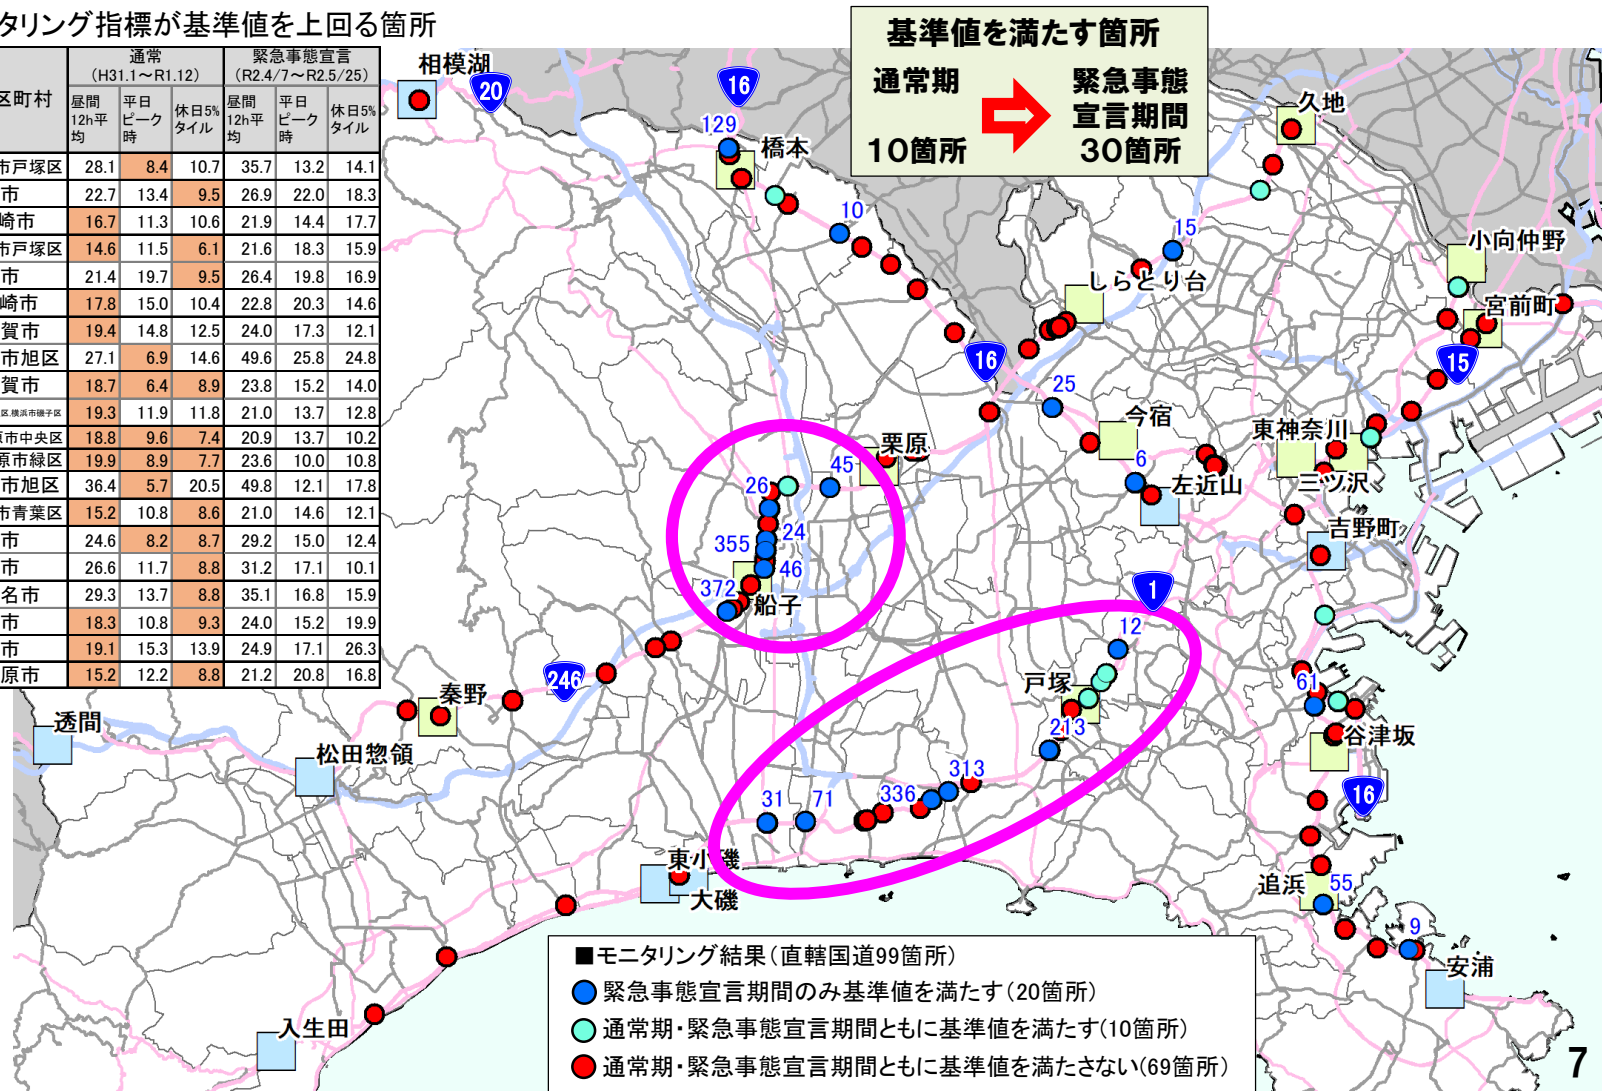 タリング指標が基準値を上回る箇所
区町村
通常
(H31.1～R1.12)
緊急事態宣言
(R2.4/7～R2.5/25)
昼間12h平均
平日ピーク時
休日5%タイル
昼間12h平均
平日ピーク時
休日5%タイル
市戸塚区 28.1 8.4 10.7 35.7 13.2 14.1
市 22.7 13.4 9.5 26.9 22.0 18.3
崎市 16.7 11.3 10.6 21.9 14.4 17.7
市戸塚区 14.6 11.5 6.1 21.6 18.3 15.9
市 21.4 19.7 9.5 26.4 19.8 16.9
崎市 17.8 15.0 10.4 22.8 20.3 14.6
賀市 19.4 14.8 12.5 24.0 17.3 12.1
市旭区 27.1 6.9 14.6 49.6 25.8 24.8
賀市 18.7 6.4 8.9 23.8 15.2 14.0
区,横浜市磯子区 19.3 11.9 11.8 21.0 13.7 12.8
原市中央区 18.8 9.6 7.4 20.9 13.7 10.2
原市緑区 19.9 8.9 7.7 23.6 10.0 10.8
市旭区 36.4 5.7 20.5 49.8 12.1 17.8
市青葉区 15.2 10.8 8.6 21.0 14.6 12.1
市 24.6 8.2 8.7 29.2 15.0 12.4
市 26.6 11.7 8.8 31.2 17.1 10.1
名市 29.3 13.7 8.8 35.1 16.8 15.9
市 18.3 10.8 9.3 24.0 15.2 19.9
市 19.1 15.3 13.9 24.9 17.1 26.3
原市 15.2 12.2 8.8 21.2 20.8 16.8
基準値を満たす箇所
通常期 緊急事態
宣言期間
10箇所 30箇所
相模湖
20
16
129
橋本
久地
10
15
小向仲野
しらとり台
宮前町
16
15
25
今宿
東神奈川
栗原
45
6
26
左近山
三ツ沢
24
吉野町
355
46
372
船子
1
12
246
戸塚
61
秦野
213
谷津坂
透間
松田惣領
313
16
31
71
336
東小磯
追浜
55
大磯
9
安浦
入生田
■モニタリング結果(直轄国道99箇所)
緊急事態宣言期間のみ基準値を満たす(20箇所)
通常期・緊急事態宣言期間ともに基準値を満たす(10箇所)
通常期・緊急事態宣言期間ともに基準値を満たさない(69箇所)
7